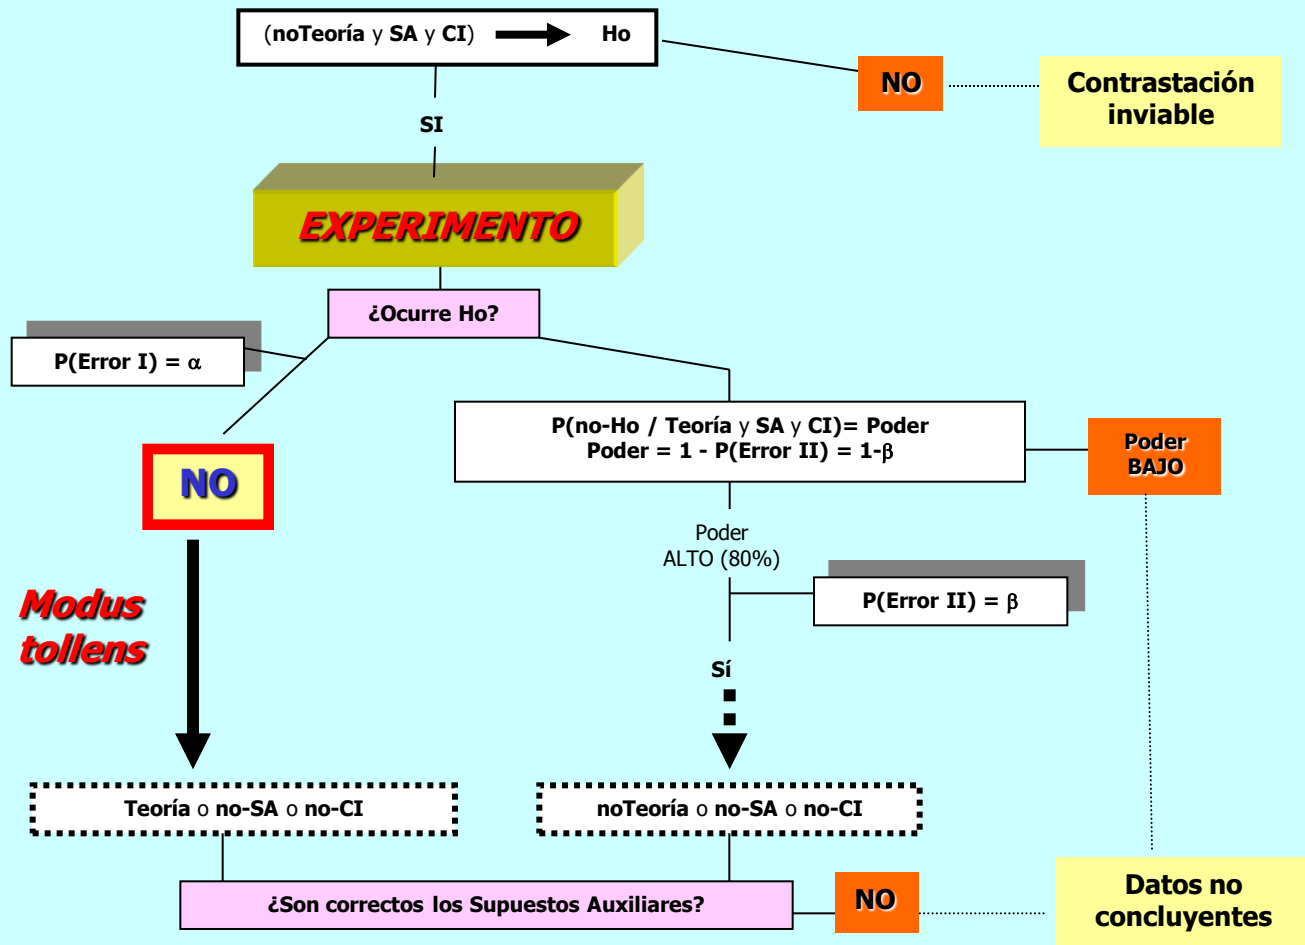 (noTeoría y SA y CI) Ho
NO
Contrastación
inviable
SI
EXPERIMENTO
¿Ocurre Ho?
P(Error I) = α
P(no-Ho / Teoría y SA y CI)= Poder
Poder = 1 - P(Error II) = 1-β
Poder
BAJO
NO
Poder
ALTO (80%)
P(Error II) = β
Modus
tollens
Sí
Teoría o no-SA o no-CI
noTeoría o no-SA o no-CI
¿Son correctos los Supuestos Auxiliares?
NO
Datos no
concluyentes